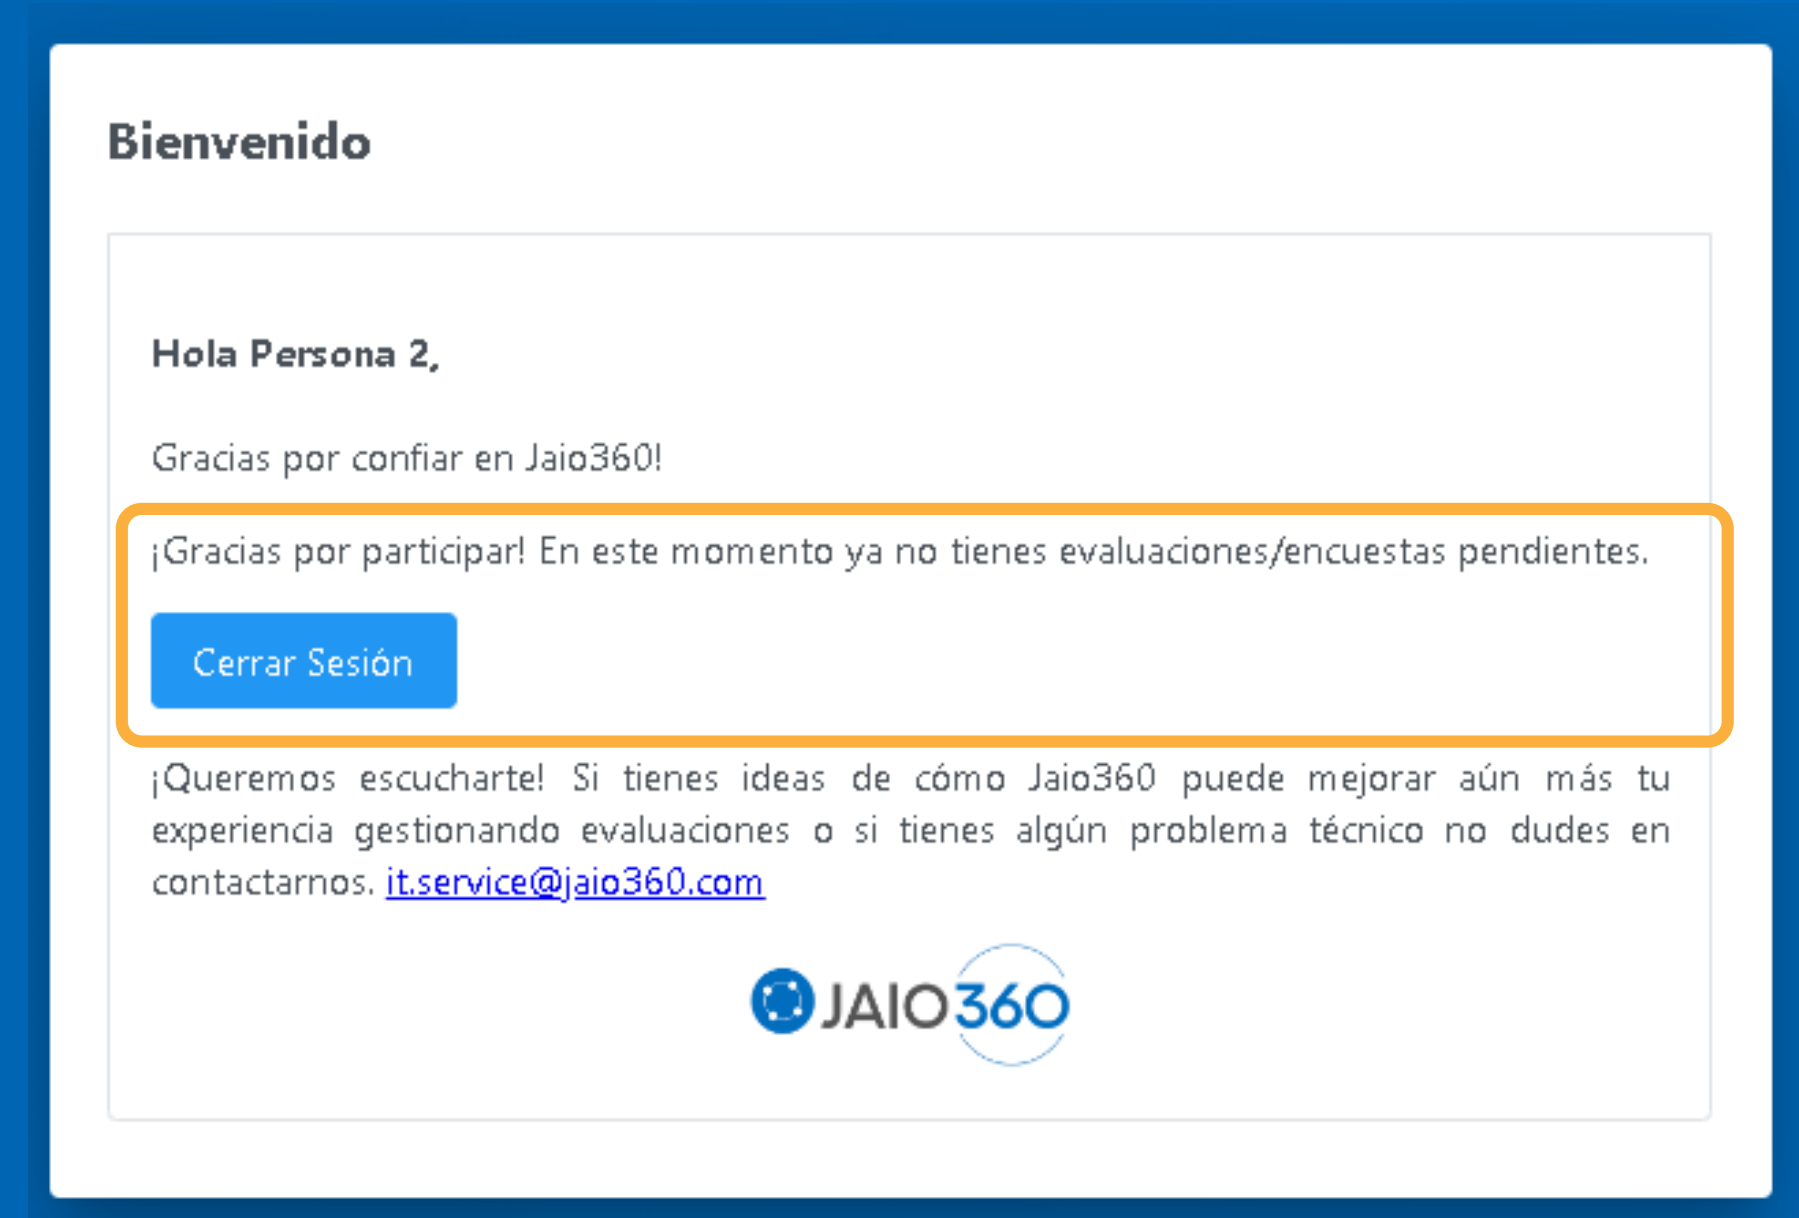 Bienvenido
Hola Persona 2,
Gracias por confiar en Jaio360!
¡Gracias por participar! En este momento ya no tienes evaluaciones/encuestas pendientes.
Cerrar Sesión
¡Queremos escucharte! Si tienes ideas de cómo Jaio360 puede mejorar aún más tu
experiencia gestionando evaluaciones o si tienes algún problema técnico no dudes en
contactarnos. it.service@jaio360.com
JAIO360